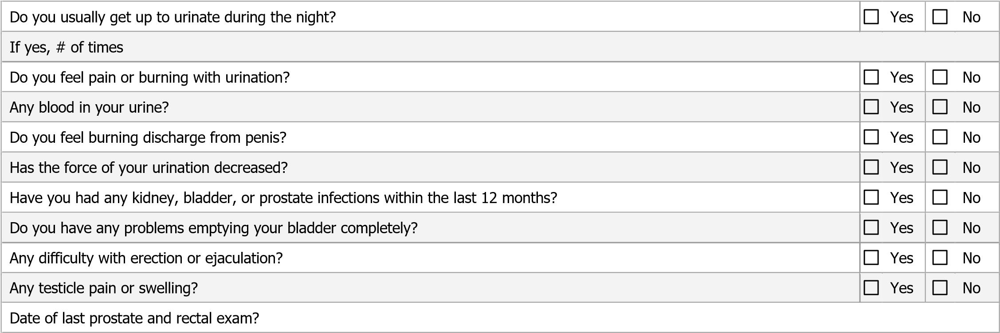 Do you usually get up to urinate during the night? ☐ Yes ☐ No
If yes, # of times
Do you feel pain or burning with urination? ☐ Yes ☐ No
Any blood in your urine? ☐ Yes ☐ No
Do you feel burning discharge from penis? ☐ Yes ☐ No
Has the force of your urination decreased? ☐ Yes ☐ No
Have you had any kidney, bladder, or prostate infections within the last 12 months? ☐ Yes ☐ No
Do you have any problems emptying your bladder completely? ☐ Yes ☐ No
Any difficulty with erection or ejaculation? ☐ Yes ☐ No
Any testicle pain or swelling? ☐ Yes ☐ No
Date of last prostate and rectal exam?